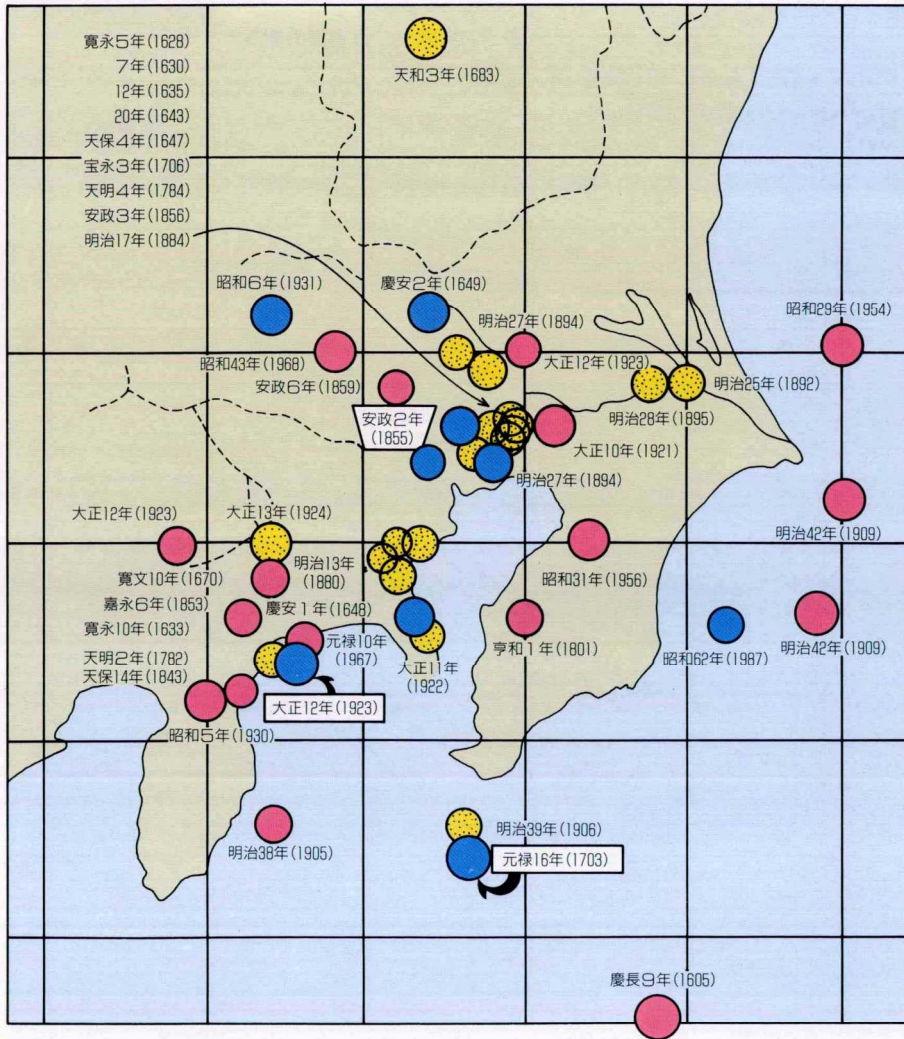 寛永5年(1628)
7年(1630)
12年(1635)
20年(1643)
天保4年(1647)
宝永3年(1706)
天明4年(1784)
安政3年(1856)
明治17年(1884)
天和3年(1683)
昭和6年(1931)
慶安2年(1649)
明治27年(1894)
昭和29年(1954)
昭和43年(1968)
大正12年(1923)
安政6年(1859)
明治25年(1892)
明治28年(1895)
安政2年
(1855)
大正10年(1921)
明治27年(1894)
大正12年(1923)
大正13年(1924)
明治42年(1909)
明治13年
(1880)
寛文10年(1670)
昭和31年(1956)
嘉永6年(1853)
慶安1年(1648)
寛永10年(1633)
元禄10年
(1967)
享和1年(1801)
昭和62年(1987)
明治42年(1909)
天明2年(1782)
天保14年(1843)
大正11年
(1922)
大正12年(1923)
昭和5年(1930)
明治38年(1905)
明治39年(1906)
元禄16年(1703)
慶長9年(1605)